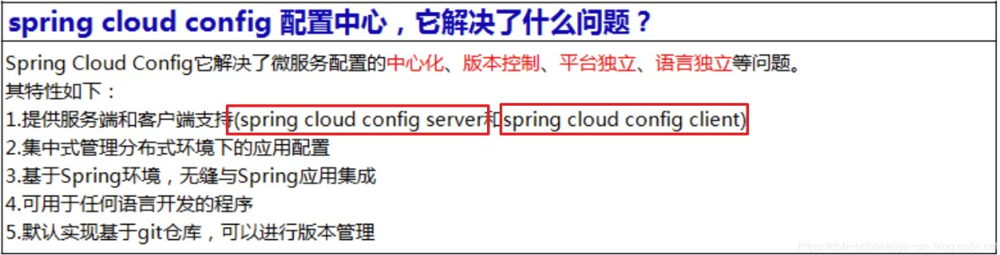 spring cloud config 配置中心，它解决了什么问题？
Spring Cloud Config它解决了微服务配置的中心化、版本控制、平台独立、语言独立等问题。
其特性如下：
1.提供服务端和客户端支持(spring cloud config server和spring cloud config client)
2.集中式管理分布式环境下的应用配置
3.基于Spring环境，无缝与Spring应用集成
4.可用于任何语言开发的程序
5.默认实现基于git仓库，可以进行版本管理
https://dpb-bobokaoya-sm.blog.csdn.net